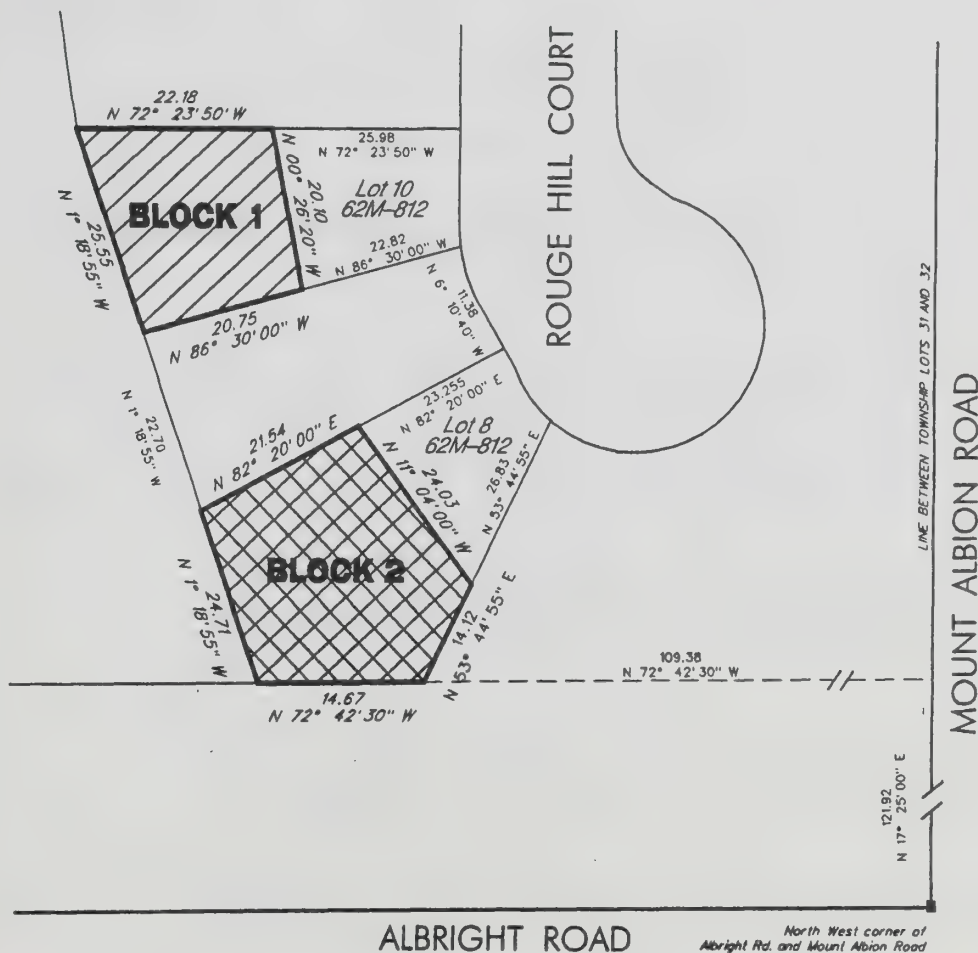 22.18
N 72° 23'50" W
ROUGE HILL COURT
25.98
N 72° 23'50" W
N 00° 26'20" W
20.10
Lot 10
62M-812
BLOCK 1
25.55
N 1° 18'55" W
22.82
N 86° 30'00" W
20.75
N 86° 30'00" W
11.38
N 6° 10'40" W
LINE BETWEEN TOWNSHIP LOTS 31 AND 32
MOUNT ALBION ROAD
22.70
N 1° 18'55" W
23.255
N 82° 20'00" E
21.54
N 82° 20'00" E
Lot 8
62M-812
24.03
N 11° 04'00" W
26.83
N 53° 44'55" E
BLOCK 2
24.71
N 1° 18'55" W
14.12
N 53° 44'55" E
109.38
N 72° 42'30" W
14.67
N 72° 42'30" W
121.92
N 17° 25'00" E
ALBRIGHT ROAD
North West corner of
Albright Rd. and Mount Albion Road